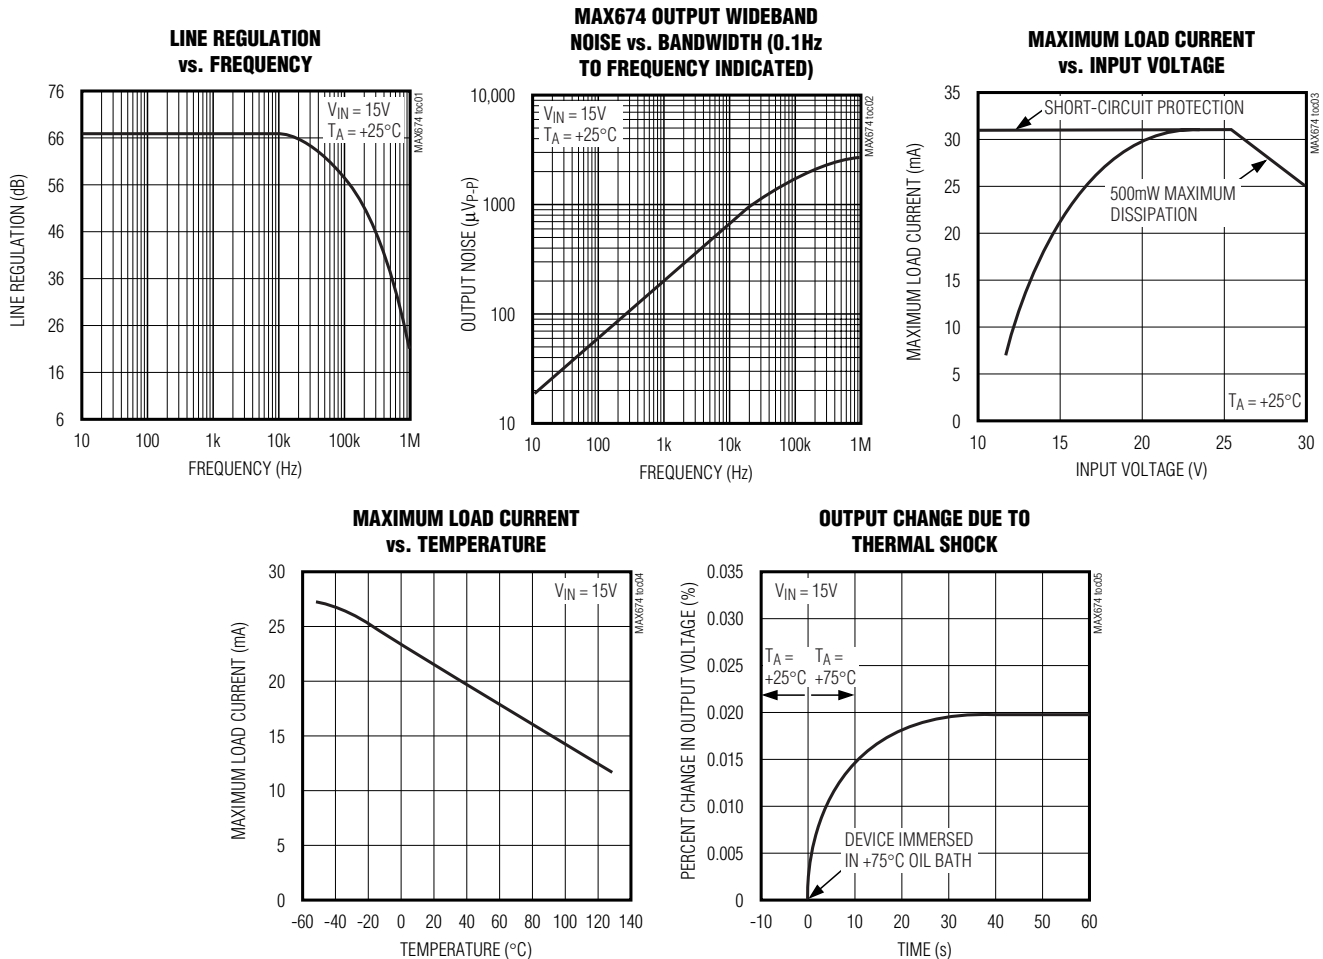 LINE REGULATION
vs. FREQUENCY
76
66
56
46
36
26
16
6
LINE REGULATION (dB)
VIN = 15V
TA = +25°C
MAX674 toc01
10 100 1k 10k 100k 1M
FREQUENCY (Hz)
MAX674 OUTPUT WIDEBAND
NOISE vs. BANDWIDTH (0.1Hz
TO FREQUENCY INDICATED)
10,000
1000
100
10
OUTPUT NOISE (µVP-P)
VIN = 15V
TA = +25°C
MAX674 toc02
10 100 1k 10k 100k 1M
FREQUENCY (Hz)
MAXIMUM LOAD CURRENT
vs. INPUT VOLTAGE
35
30
25
20
15
10
5
0
MAXIMUM LOAD CURRENT (mA)
SHORT-CIRCUIT PROTECTION
500mW MAXIMUM
DISSIPATION
TA = +25°C
MAX674 toc03
10 15 20 25 30
INPUT VOLTAGE (V)
MAXIMUM LOAD CURRENT
vs. TEMPERATURE
30
25
20
15
10
5
0
MAXIMUM LOAD CURRENT (mA)
VIN = 15V
MAX674 toc04
-60 -40 -20 0 20 40 60 80 100 120 140
TEMPERATURE (°C)
OUTPUT CHANGE DUE TO
THERMAL SHOCK
0.035
0.030
0.025
0.020
0.015
0.010
0.005
0
PERCENT CHANGE IN OUTPUT VOLTAGE (%)
VIN = 15V
TA =
+25°C
TA =
+75°C
DEVICE IMMERSED
IN +75°C OIL BATH
MAX674 toc05
-10 0 10 20 30 40 50 60
TIME (s)